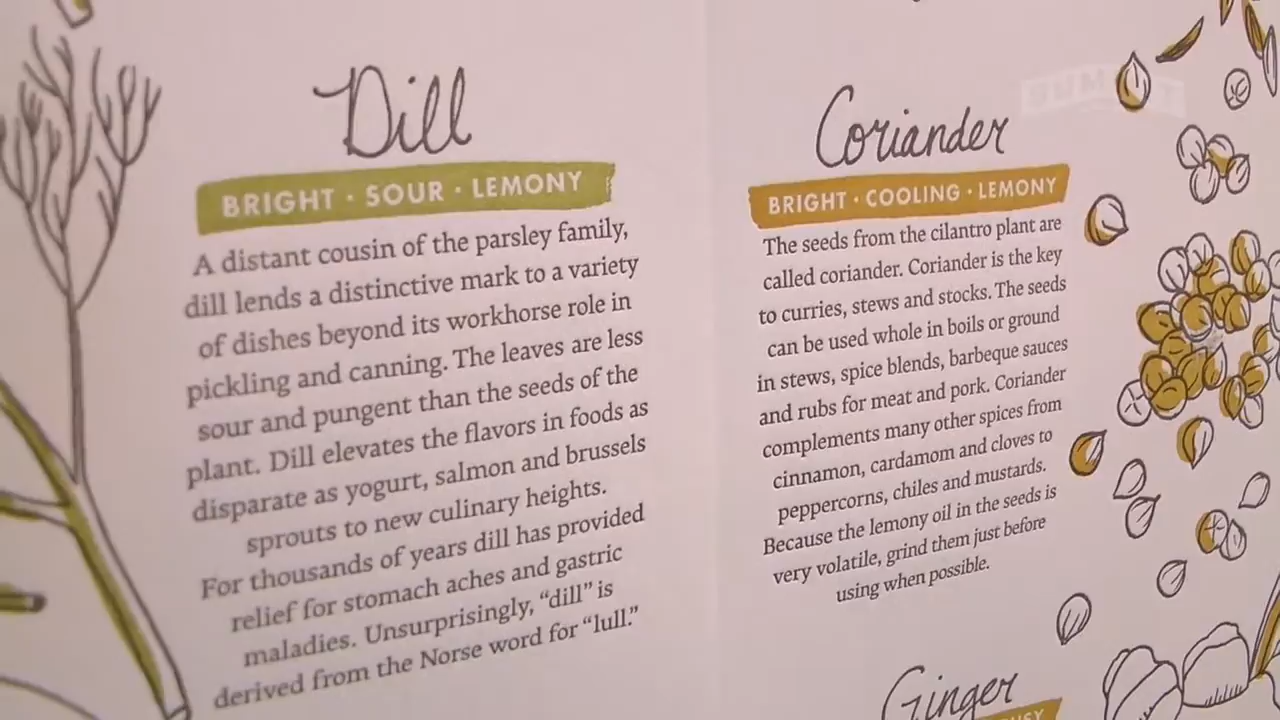 Dill
BRIGHT · SOUR · LEMONY
A distant cousin of the parsley family,
dill lends a distinctive mark to a variety
of dishes beyond its workhorse role in
pickling and canning. The leaves are less
sour and pungent than the seeds of the
plant. Dill elevates the flavors in foods as
disparate as yogurt, salmon and brussels
sprouts to new culinary heights.
For thousands of years dill has provided
relief for stomach aches and gastric
maladies. Unsurprisingly, “dill” is
derived from the Norse word for “lull.”
Coriander
BRIGHT · COOLING · LEMONY
The seeds from the cilantro plant are
called coriander. Coriander is the key
to curries, stews and stocks. The seeds
can be used whole in boils or ground
in stews, spice blends, barbeque sauces
and rubs for meat and pork. Coriander
complements many other spices from
cinnamon, cardamom and cloves to
peppercorns, chiles and mustards.
Because the lemony oil in the seeds is
very volatile, grind them just before
using when possible.
Ginger